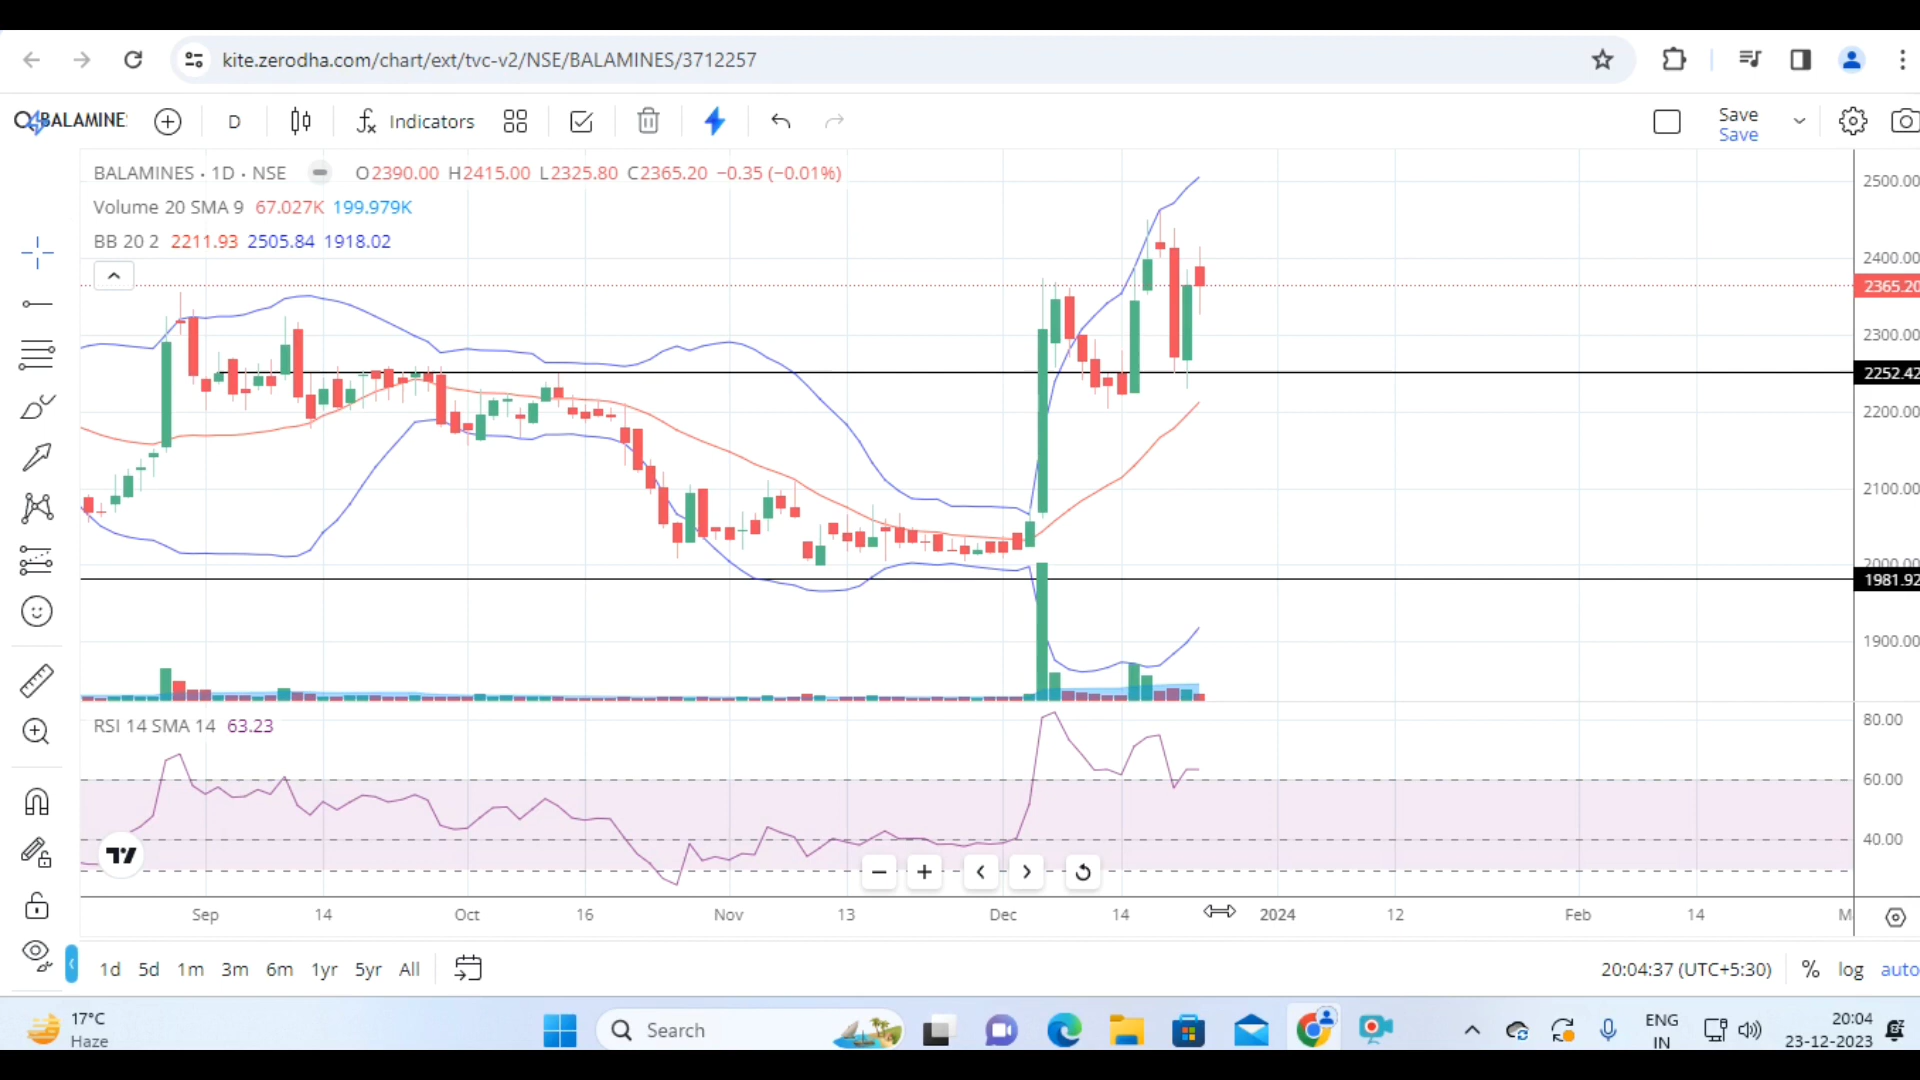 kite.zerodha.com/chart/ext/tvc-v2/NSE/BALAMINES/3712257
BALAMINE
D
Indicators
Save
Save
BALAMINES · 1D · NSE O2390.00 H2415.00 L2325.80 C2365.20 −0.35 (−0.01%)
Volume 20 SMA 9 67.027K 199.979K
BB 20 2 2211.93 2505.84 1918.02
2500.00
2400.00
2365.20
2300.00
2252.42
2200.00
2100.00
2000.00
1981.92
1900.00
RSI 14 SMA 14 63.23
80.00
60.00
40.00
Sep 14 Oct 16 Nov 13 Dec 14 2024 12 Feb 14 M
1d 5d 1m 3m 6m 1yr 5yr All
20:04:37 (UTC+5:30) % log auto
17°C
Haze
Search
ENG
IN
20:04
23-12-2023